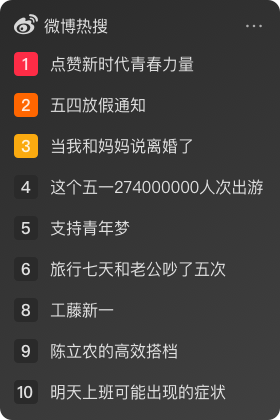 微博热搜
1 点赞新时代青春力量
2 五四放假通知
3 当我和妈妈说离婚了
4 这个五一274000000人次出游
5 支持青年梦
6 旅行七天和老公吵了五次
8 工藤新一
9 陈立农的高效搭档
10 明天上班可能出现的症状